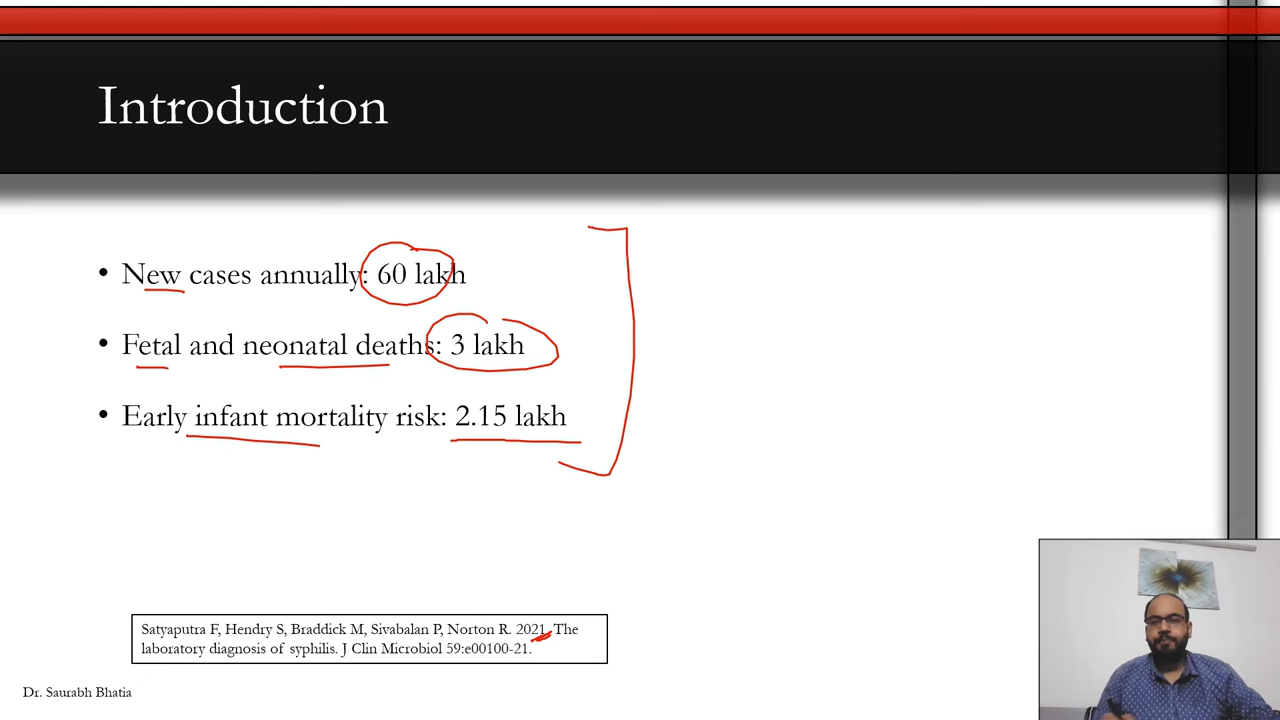 Introduction
• New cases annually: 60 lakh
• Fetal and neonatal deaths: 3 lakh
• Early infant mortality risk: 2.15 lakh
Satyaputra F, Hendry S, Braddick M, Sivabalan P, Norton R. 2021. The
laboratory diagnosis of syphilis. J Clin Microbiol 59:e00100-21.
Dr. Saurabh Bhatia